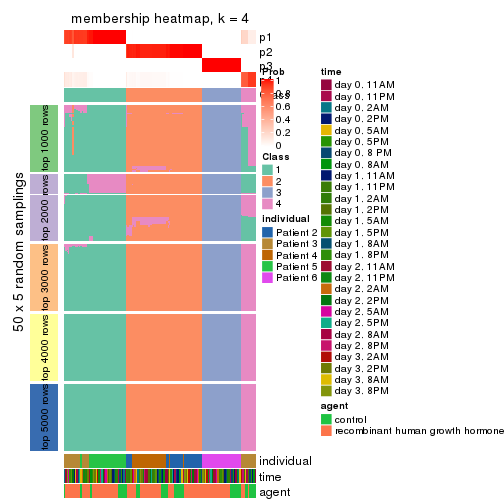 membership heatmap, k = 4
p1
p2
p3
50 x 5 random samplings
top 1000 rows
top 2000 rows
top 3000 rows
top 4000 rows
top 5000 rows
individual
time
agent
Prob
1
0.8
0.6
0.4
0.2
0
Class
1
2
3
4
individual
Patient 2
Patient 3
Patient 4
Patient 5
Patient 6
time
day 0. 11AM
day 0. 11PM
day 0. 2AM
day 0. 2PM
day 0. 5AM
day 0. 5PM
day 0. 8 PM
day 0. 8AM
day 1. 11AM
day 1. 11PM
day 1. 2AM
day 1. 2PM
day 1. 5AM
day 1. 5PM
day 1. 8AM
day 1. 8PM
day 2. 11AM
day 2. 11PM
day 2. 2AM
day 2. 2PM
day 2. 5AM
day 2. 5PM
day 2. 8AM
day 2. 8PM
day 3. 2AM
day 3. 2PM
day 3. 8AM
day 3. 8PM
agent
control
recombinant human growth hormone